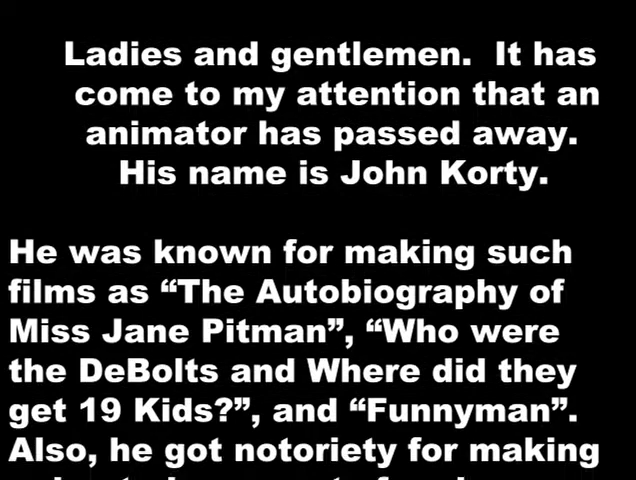 Ladies and gentlemen.  It has
come to my attention that an
animator has passed away.
His name is John Korty.
He was known for making such
films as “The Autobiography of
Miss Jane Pitman”, “Who were
the DeBolts and Where did they
get 19 Kids?”, and “Funnyman”.
Also, he got notoriety for making